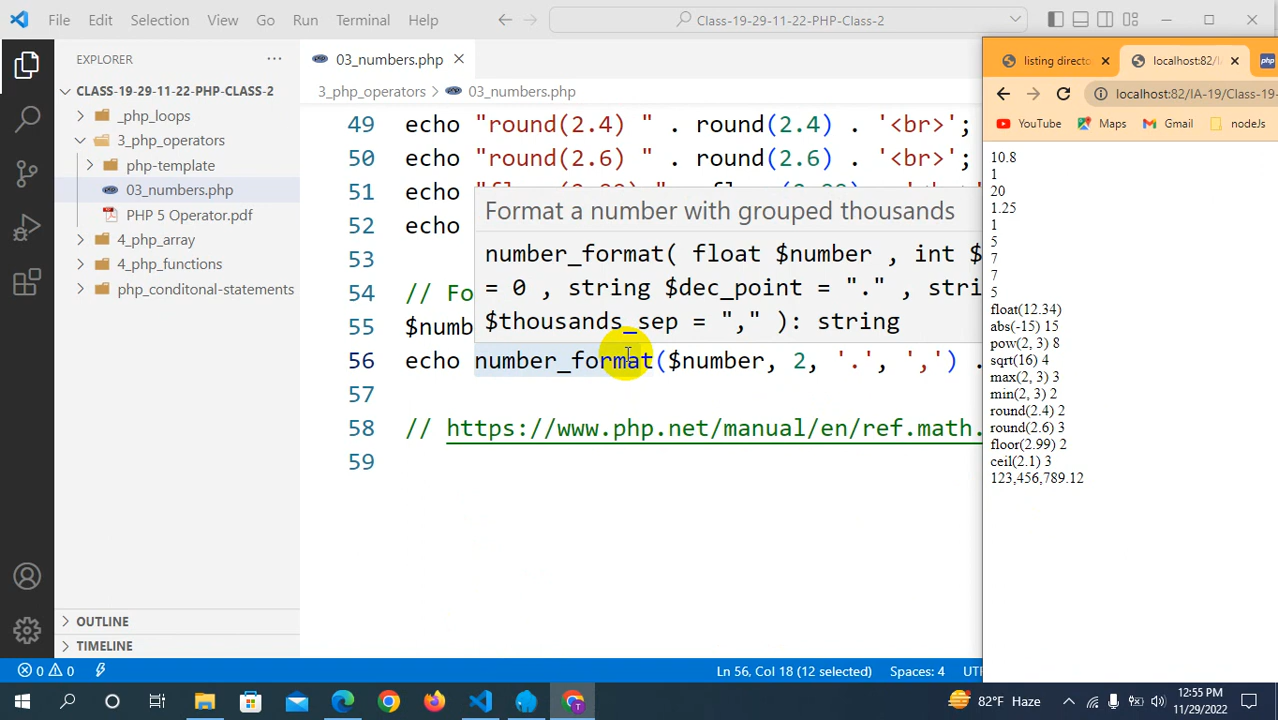 File Edit Selection View Go Run Terminal Help
Class-19-29-11-22-PHP-Class-2
EXPLORER
CLASS-19-29-11-22-PHP-CLASS-2
_php_loops
3_php_operators
php-template
03_numbers.php
PHP 5 Operator.pdf
4_php_array
4_php_functions
php_conditonal-statements
OUTLINE
TIMELINE
03_numbers.php
3_php_operators > 03_numbers.php
49 echo "round(2.4) " . round(2.4) . '<br>';
50 echo "round(2.6) " . round(2.6) . '<br>';
51
52 echo
53
54 // Fo
55 $numb
56 echo number_format($number, 2, '.', ',') .
57
58 // https://www.php.net/manual/en/ref.math.
59
Format a number with grouped thousands
number_format( float $number , int $
= 0 , string $dec_point = "." , stri
$thousands_sep = "," ): string
listing directo
localhost:82/I
php
localhost:82/IA-19/Class-19-
YouTube Maps Gmail nodeJs
10.8
1
20
1.25
1
5
7
7
5
float(12.34)
abs(-15) 15
pow(2, 3) 8
sqrt(16) 4
max(2, 3) 3
min(2, 3) 2
round(2.4) 2
round(2.6) 3
floor(2.99) 2
ceil(2.1) 3
123,456,789.12
0 0
Ln 56, Col 18 (12 selected) Spaces: 4 UTF
82°F Haze
12:55 PM
11/29/2022